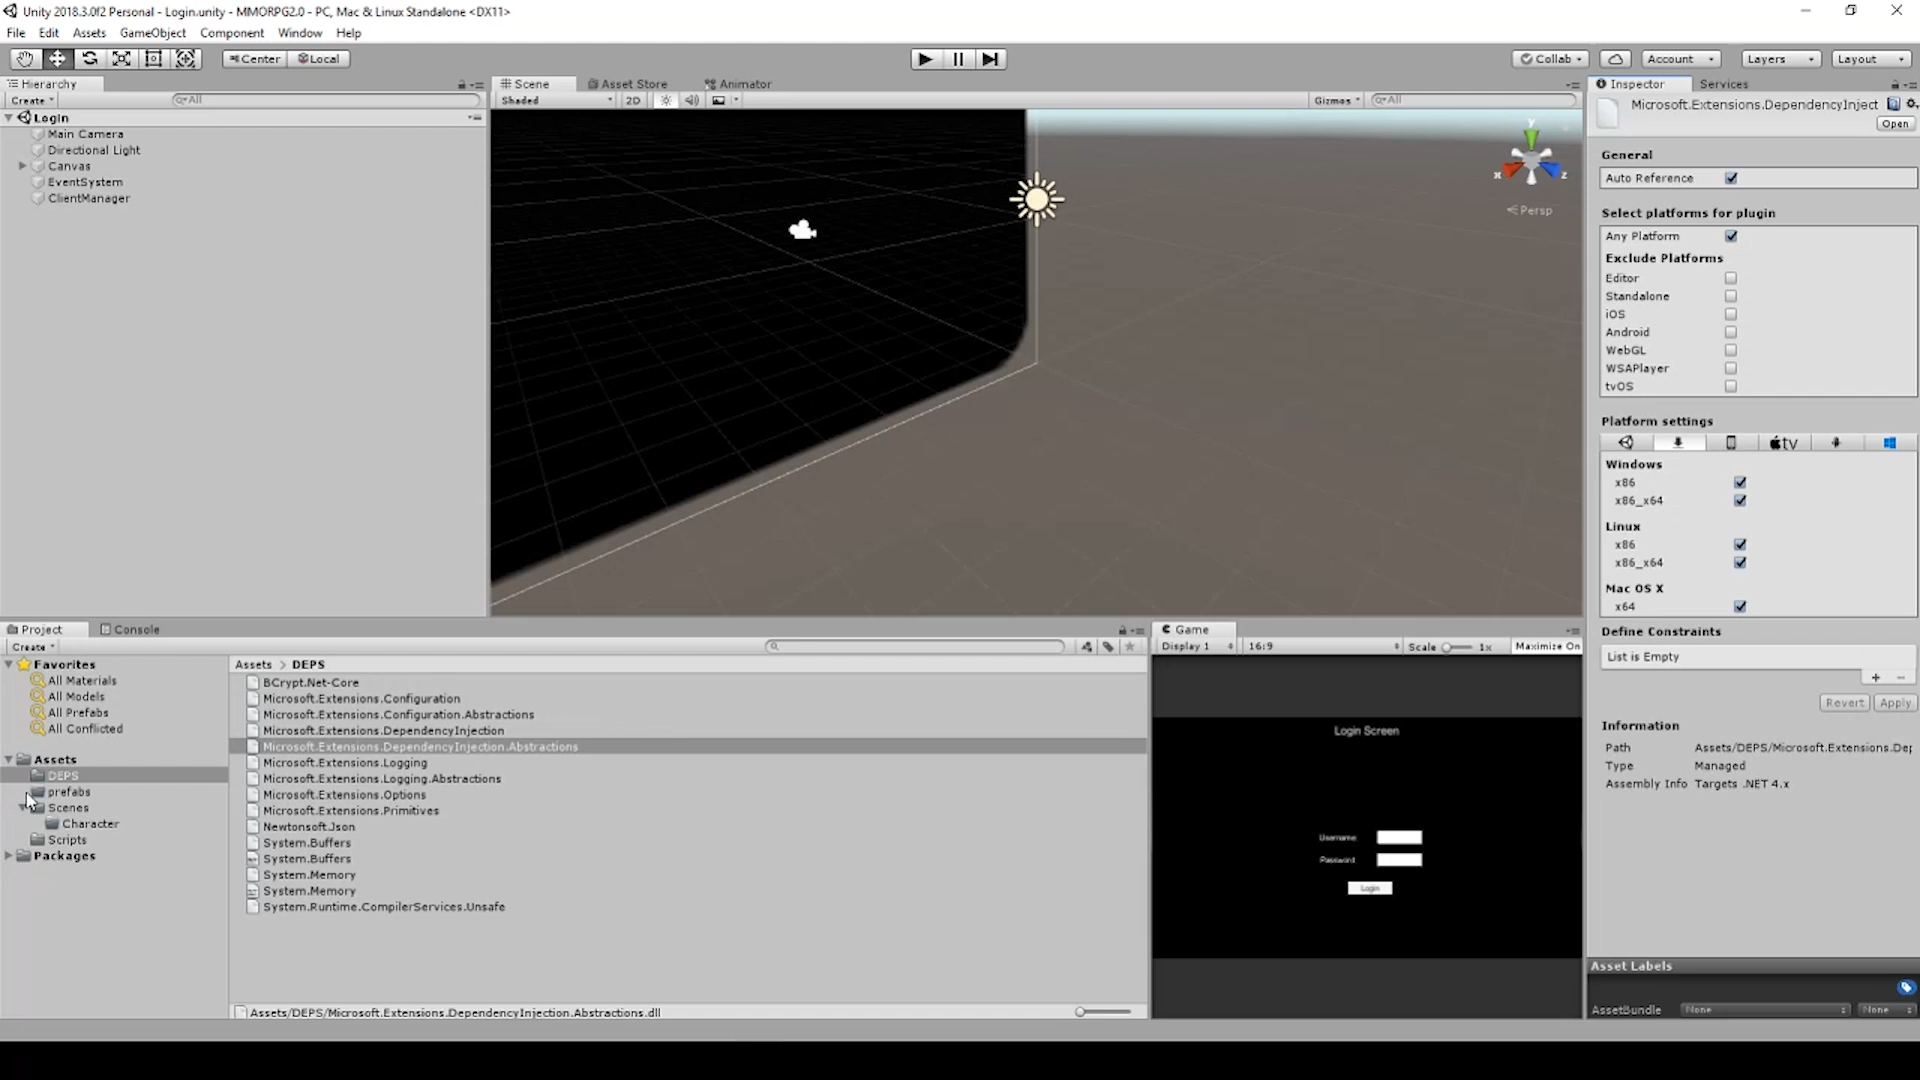 Unity 2018.3.0f2 Personal - Login.unity - MMORPG2.0 - PC, Mac & Linux Standalone <DX11>
File Edit Assets GameObject Component Window Help
Center Local Collab Account Layers Layout
Hierarchy
Create All
Login
Main Camera
Directional Light
Canvas
EventSystem
ClientManager
Scene Asset Store Animator
Shaded 2D Gizmos All
y
x z
Persp
Inspector Services
Microsoft.Extensions.DependencyInject
Open
General
Auto Reference
Select platforms for plugin
Any Platform
Exclude Platforms
Editor
Standalone
iOS
Android
WebGL
WSAPlayer
tvOS
Platform settings
tv
Windows
x86
x86_x64
Linux
x86
x86_x64
Mac OS X
x64
Define Constraints
List is Empty
+ -
Revert Apply
Information
Path Assets/DEPS/Microsoft.Extensions.Dep
Type Managed
Assembly Info Targets .NET 4.x
Asset Labels
AssetBundle None None
Project Console
Create
Favorites
All Materials
All Models
All Prefabs
All Conflicted
Assets
DEPS
prefabs
Scenes
Character
Scripts
Packages
Assets > DEPS
BCrypt.Net-Core
Microsoft.Extensions.Configuration
Microsoft.Extensions.Configuration.Abstractions
Microsoft.Extensions.DependencyInjection
Microsoft.Extensions.DependencyInjection.Abstractions
Microsoft.Extensions.Logging
Microsoft.Extensions.Logging.Abstractions
Microsoft.Extensions.Options
Microsoft.Extensions.Primitives
Newtonsoft.Json
System.Buffers
System.Buffers
System.Memory
System.Memory
System.Runtime.CompilerServices.Unsafe
Assets/DEPS/Microsoft.Extensions.DependencyInjection.Abstractions.dll
Game
Display 1 16:9 Scale 1x Maximize On
Login Screen
Username
Password
Login